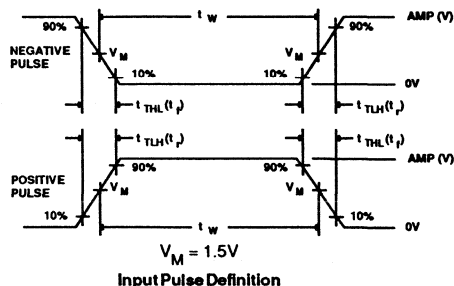 90% t W 90% AMP (V)
NEGATIVE PULSE V M V M
10% 10% 0V
t THL (t f) t TLH (t r)
t TLH (t r) t THL (t f)
90% 90% AMP (V)
POSITIVE PULSE V M V M
10% t W 10% 0V
V M = 1.5V
Input Pulse Definition